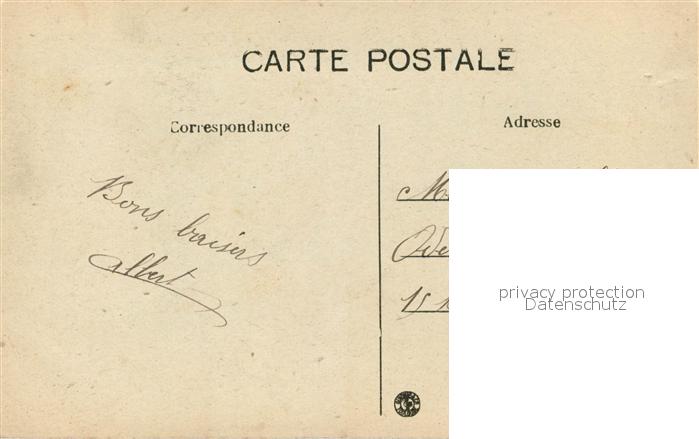 CARTE POSTALE
Correspondance
Adresse
Bons baisers
Albert
privacy protection
Datenschutz